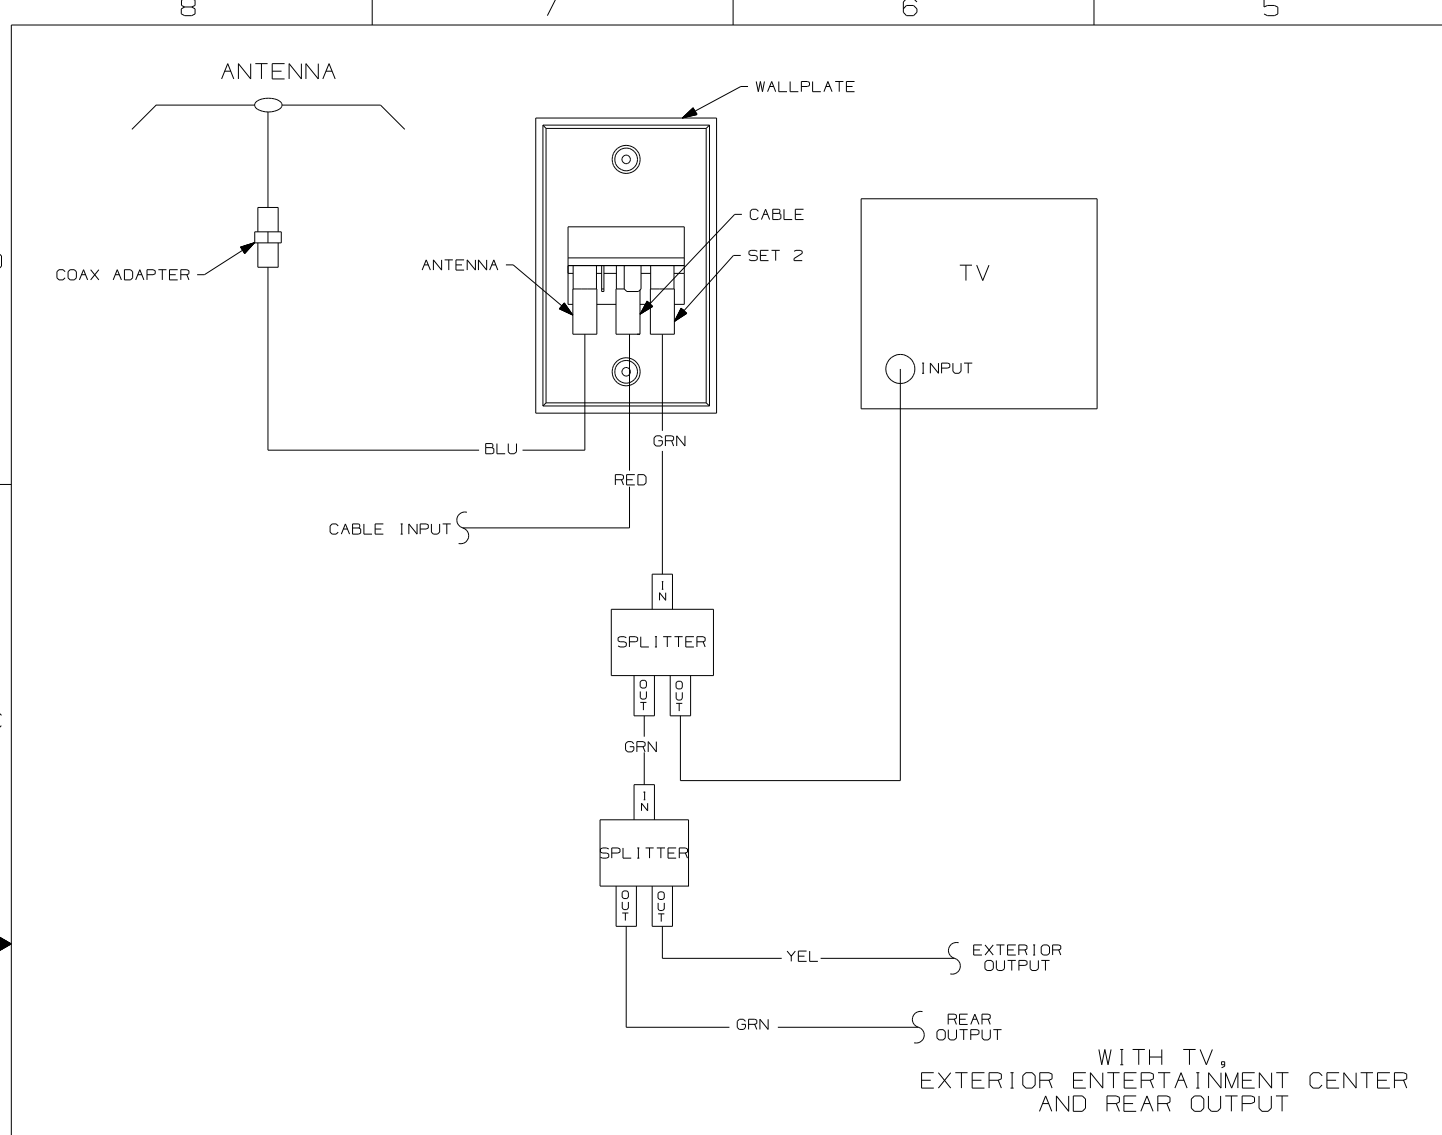 8 7 6 5
ANTENNA
WALLPLATE
CABLE
SET 2
ANTENNA
COAX ADAPTER
TV
INPUT
BLU
GRN
RED
CABLE INPUT
IN
SPLITTER
OUT OUT
GRN
IN
SPLITTER
OUT OUT
YEL
EXTERIOR
OUTPUT
GRN
REAR
OUTPUT
WITH TV,
EXTERIOR ENTERTAINMENT CENTER
AND REAR OUTPUT